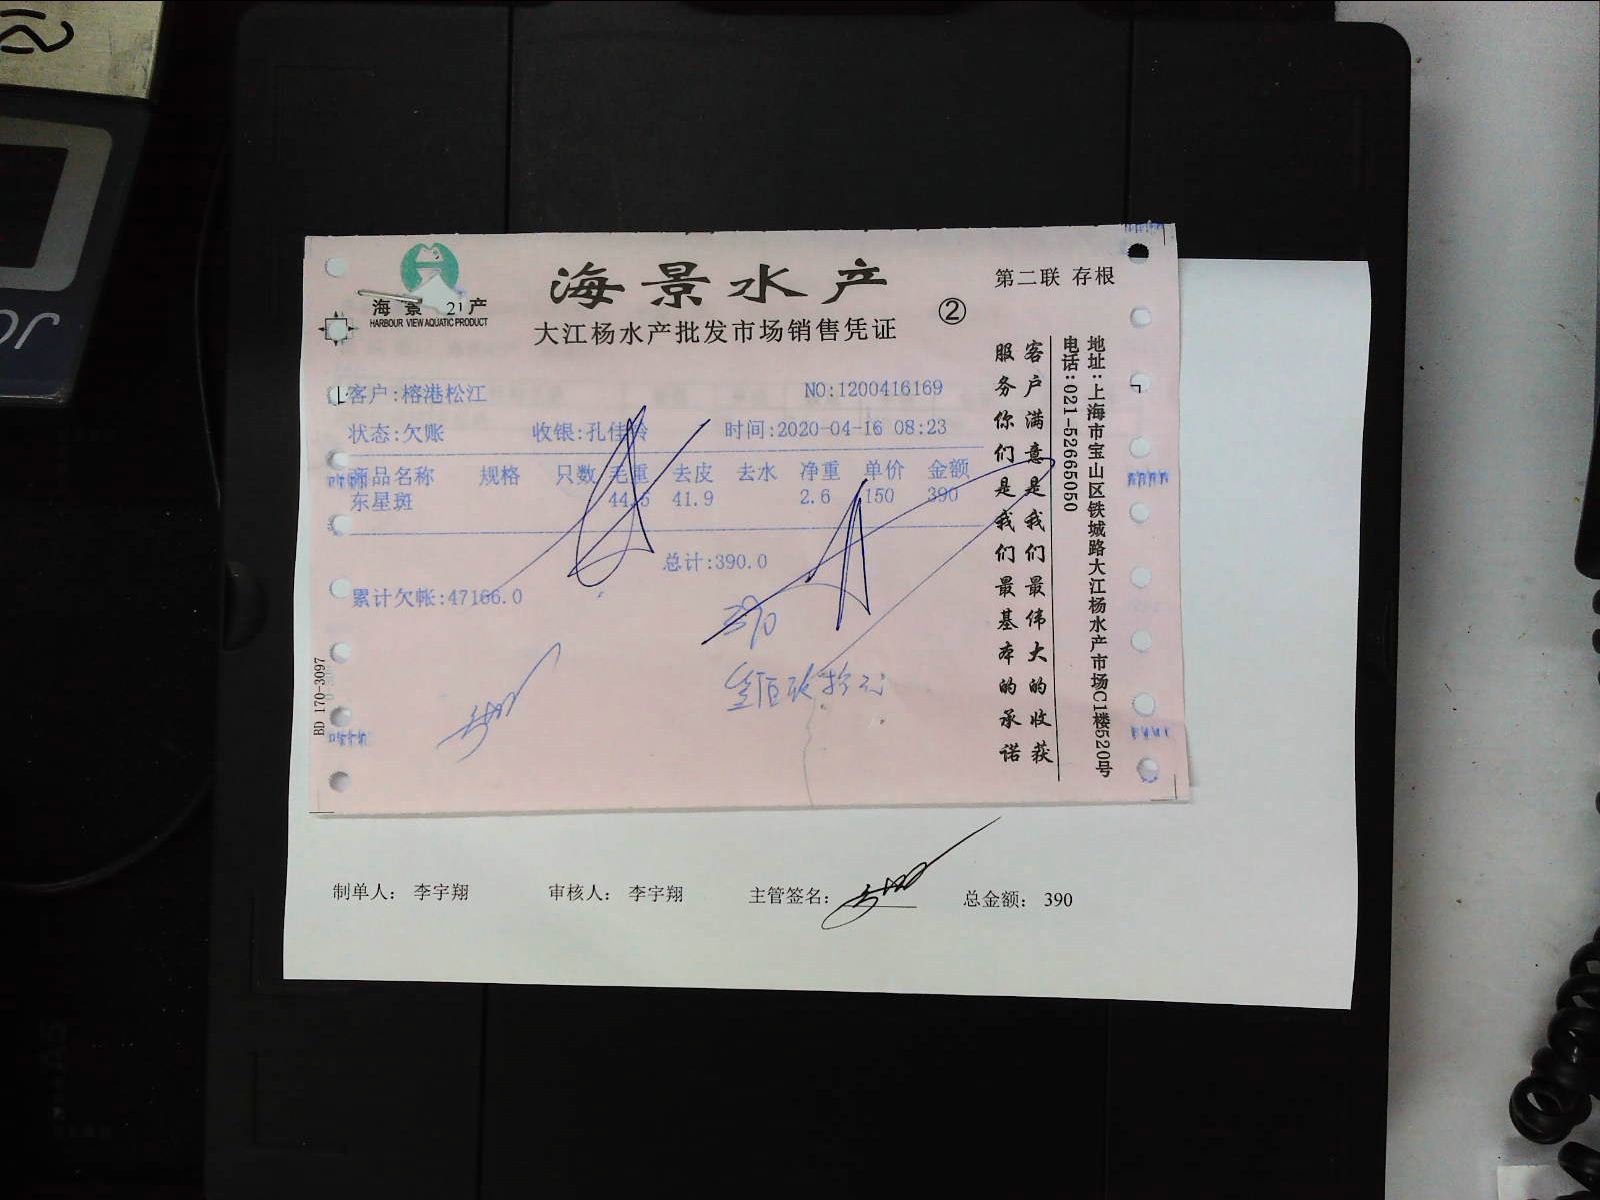 海景水产
HARBOUR VIEW AQUATIC PRODUCT
海景水产
大江杨水产批发市场销售凭证
②
第二联 存根
客户:榕港松江
NO:1200416169
状态:欠账
收银:孔佳
时间:2020-04-16 08:23
商品名称 规格 只数 毛重 去皮 去水 净重 单价 金额
东星斑 44.5 41.9 2.6 150 390
总计:390.0
累计欠帐:47166.0
390
客户满意是我们最伟大的收获
服务你们是我们最基本的承诺
地址:上海市宝山区铁城路大江杨水产市场C1楼520号
电话:021-52665050
BD 170-3097
制单人: 李宇翔 审核人: 李宇翔 主管签名: 总金额: 390